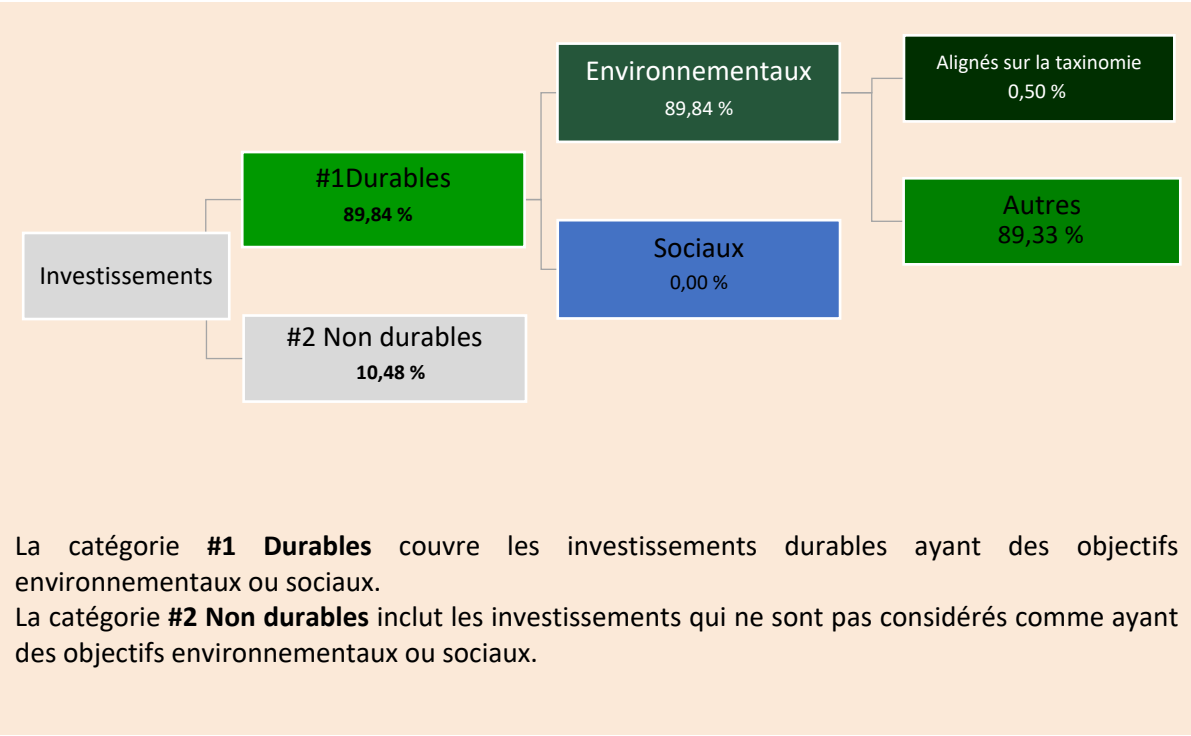 Environnementaux
89,84 %
Alignés sur la taxinomie
0,50 %
#1Durables
89,84 %
Autres
89,33 %
Sociaux
0,00 %
Investissements
#2 Non durables
10,48 %
La catégorie #1 Durables couvre les investissements durables ayant des objectifs
environnementaux ou sociaux.
La catégorie #2 Non durables inclut les investissements qui ne sont pas considérés comme ayant
des objectifs environnementaux ou sociaux.